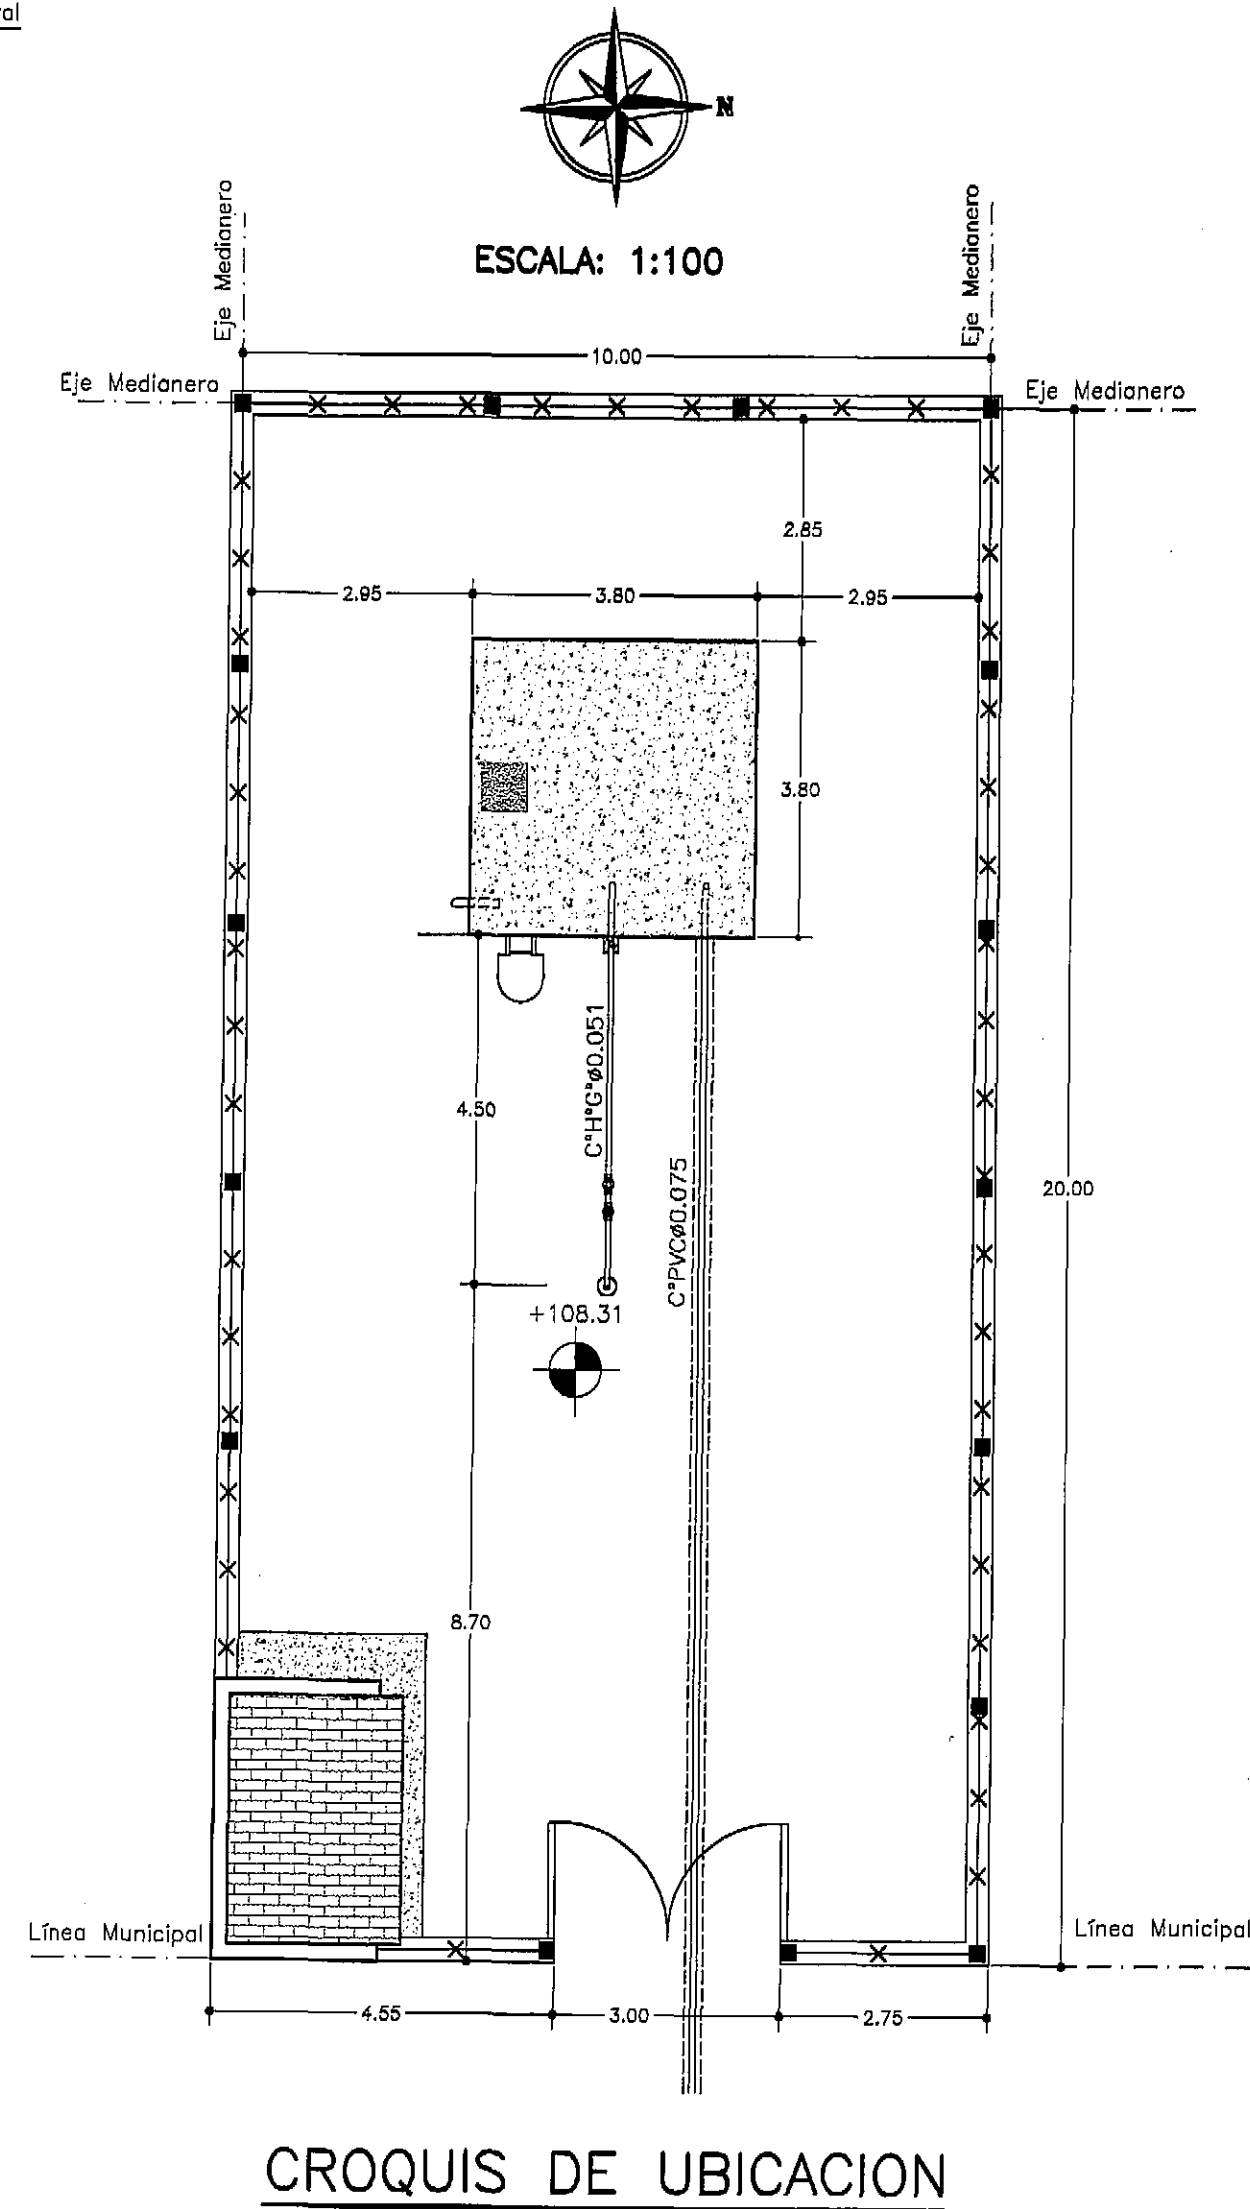 N
ESCALA: 1:100
Eje Medianero
Eje Medianero
10.00
Eje Medianero
Eje Medianero
2.85
2.95
3.80
2.95
3.80
C°H°G°ø0.051
4.50
C°PVCø0.075
20.00
+108.31
8.70
Línea Municipal
Línea Municipal
4.55
3.00
2.75
CROQUIS DE UBICACION